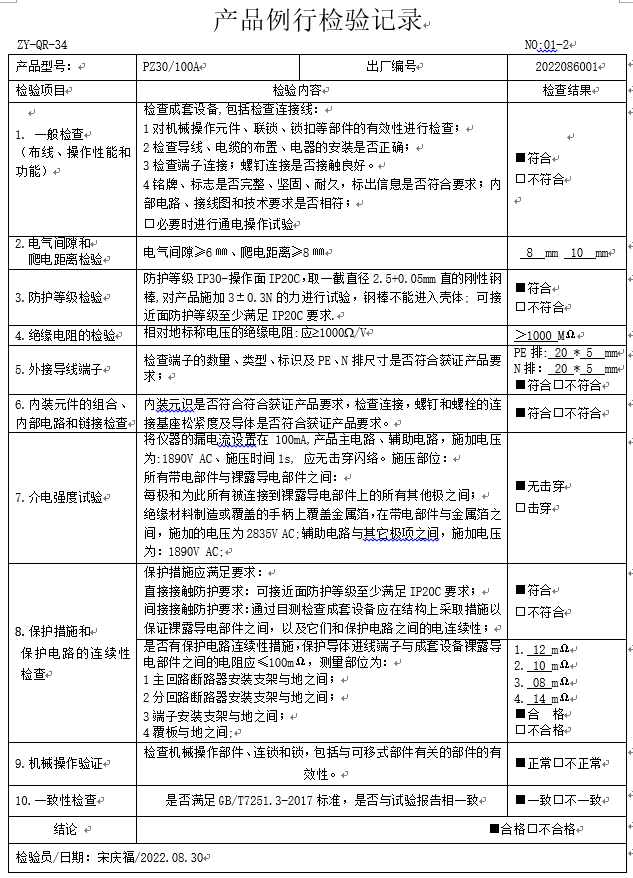 产品例行检验记录
ZY-QR-34 NO:01-2
产品型号： PZ30/100A 出厂编号 2022086001
检验项目 检验内容 检查结果
1. 一般检查
（布线、操作性能和
功能）
检查成套设备,包括检查连接线：
1对机械操作元件、联锁、锁扣等部件的有效性进行检查；
2检查导线、电缆的布置、电器的安装是否正确；
3检查端子连接；螺钉连接是否接触良好。
4铭牌、标志是否完整、坚固、耐久，标出信息是否符合要求；内
部电路、接线图和技术要求是否相符；
□必要时进行通电操作试验
■符合
□不符合
2.电气间隙和
爬电距离检验
电气间隙≥6㎜、爬电距离≥8㎜
8 mm 10 mm
3.防护等级检验
防护等级IP30-操作面IP20C，取一截直径2.5+0.05mm直的刚性钢
棒,对产品施加3±0.3N的力进行试验，钢棒不能进入壳体；可接
近面防护等级至少满足IP20C要求.
■符合
□不符合
4.绝缘电阻的检验
相对地标称电压的绝缘电阻:应≥1000Ω/V
＞1000 MΩ
5.外接导线端子
检查端子的数量、类型、标识及PE、N排尺寸是否符合获证产品要
求；
PE排: 20 * 5 mm
N排: 20 * 5 mm
■符合□不符合
6.内装元件的组合、
内部电路和链接检查
内装元识是否符合符合获证产品要求，检查连接，螺钉和螺栓的连
接基座松紧度及导体是否符合获证产品要求。
■符合□不符合
7.介电强度试验
将仪器的漏电流设置在 100mA,产品主电路、辅助电路，施加电压
为:1890V AC、施压时间1s, 应无击穿闪络。施压部位：
所有带电部件与裸露导电部件之间：
每极和为此所有被连接到裸露导电部件上的所有其他极之间；
绝缘材料制造或覆盖的手柄上覆盖金属箔，在带电部件与金属箔之
间，施加的电压为2835V AC;辅助电路与其它极项之间，施加电压
为：1890V AC;
■无击穿
□击穿
8.保护措施和
保护电路的连续性
检查
保护措施应满足要求：
直接接触防护要求：可接近面防护等级至少满足IP20C要求；
间接接触防护要求：通过目测检查成套设备应在结构上采取措施以
保证裸露导电部件之间，以及它们和保护电路之间的电连续性；
■符合
□不符合
是否有保护电路连续性措施,保护导体进线端子与成套设备裸露导
电部件之间的电阻应≤100mΩ，测量部位为：
1主回路断路器安装支架与地之间；
2分回路断路器安装支架与地之间；
3端子安装支架与地之间；
4覆板与地之间;
1. 12 mΩ
2. 10 mΩ
3. 08 mΩ
4. 14 mΩ
■合 格
□不合格
9.机械操作验证
检查机械操作部件、连锁和锁，包括与可移式部件有关的部件的有
效性。
■正常□不正常
10.一致性检查
是否满足GB/T7251.3-2017标准，是否与试验报告相一致
■一致□不一致
结论 ■合格□不合格
检验员/日期：宋庆福/2022.08.30